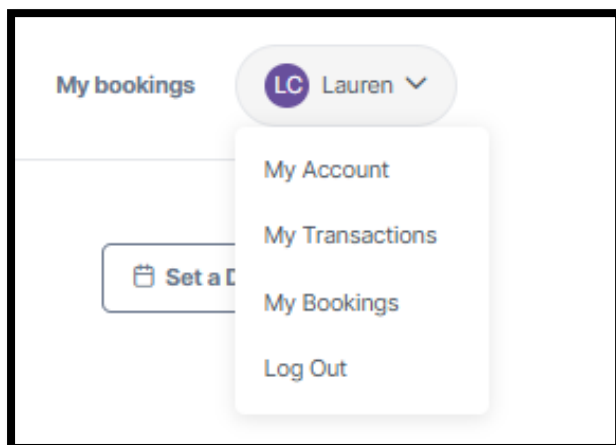 My bookings
LC Lauren
My Account
My Transactions
Set a
My Bookings
Log Out